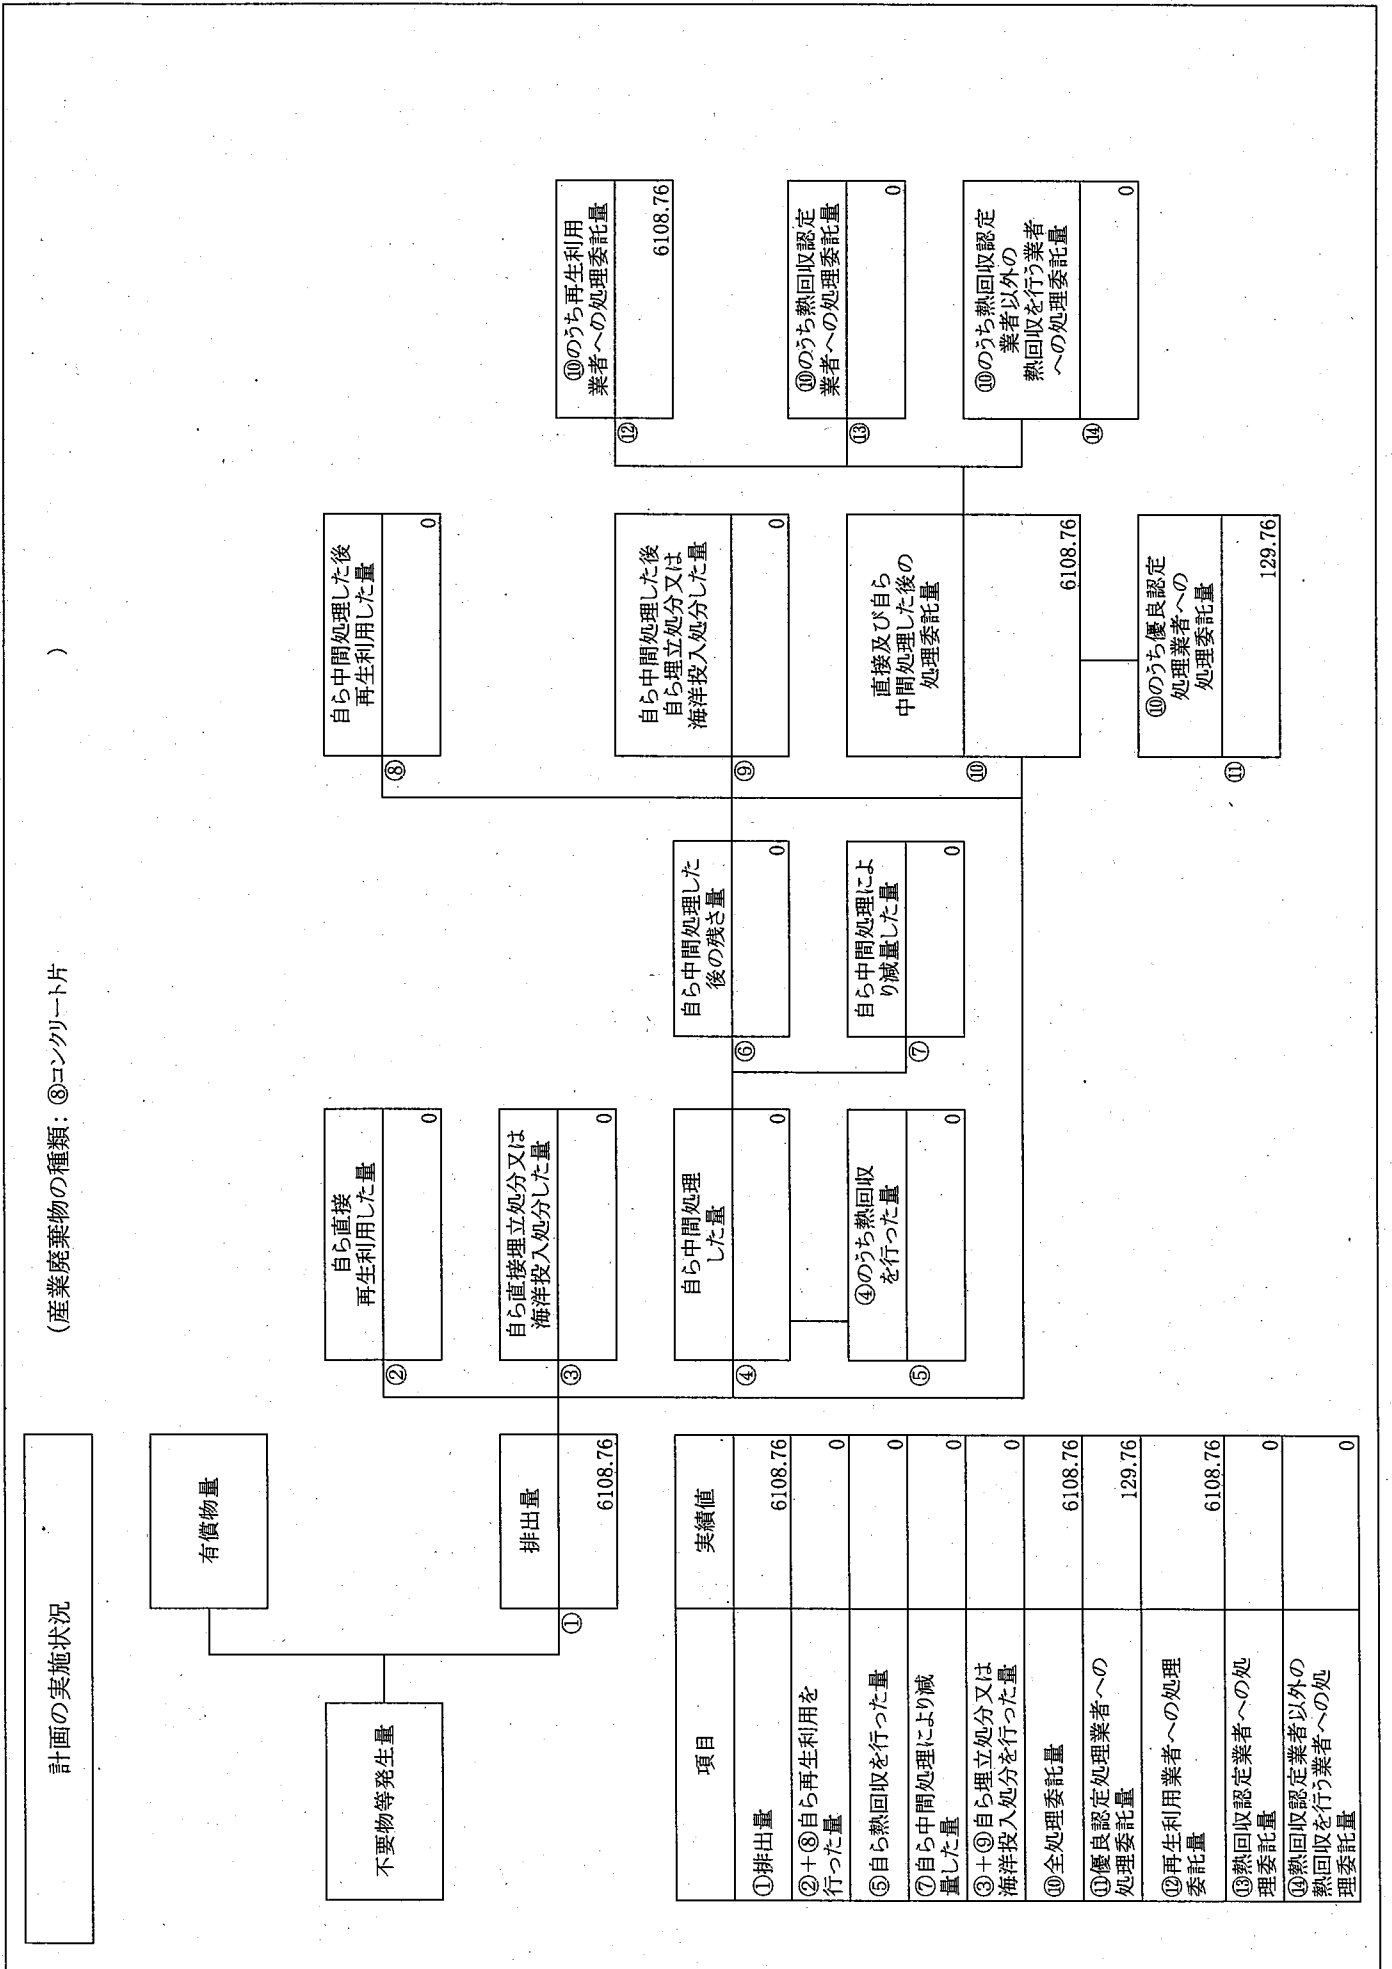 計画の実施状況
(産業廃棄物の種類：⑧コンクリート片
)
不要物等発生量
有償物量
①
排出量
6108.76
②
自ら直接
再生利用した量
0
③
自ら直接埋立処分又は
海洋投入処分した量
0
④
自ら中間処理
した量
0
⑤
④のうち熱回収
を行った量
0
⑥
自ら中間処理した
後の残さ量
0
⑦
自ら中間処理によ
り減量した量
0
⑧
自ら中間処理した後
再生利用した量
0
⑨
自ら中間処理した後
自ら埋立処分又は
海洋投入処分した量
0
⑩
直接及び自ら
中間処理した後の
処理委託量
6108.76
⑪
⑩のうち優良認定
処理業者への
処理委託量
129.76
⑫
⑩のうち再生利用
業者への処理委託量
6108.76
⑬
⑩のうち熱回収認定
業者への処理委託量
0
⑭
⑩のうち熱回収認定
業者以外の
熱回収を行う業者
への処理委託量
0
項目
実績値
①排出量
6108.76
②+⑧自ら再生利用を
行った量
0
⑤自ら熱回収を行った量
0
⑦自ら中間処理により減
量した量
0
③+⑨自ら埋立処分又は
海洋投入処分を行った量
0
⑩全処理委託量
6108.76
⑪優良認定処理業者への
処理委託量
129.76
⑫再生利用業者への処理
委託量
6108.76
⑬熱回収認定業者への処
理委託量
0
⑭熱回収認定業者以外の
熱回収を行う業者への処
理委託量
0